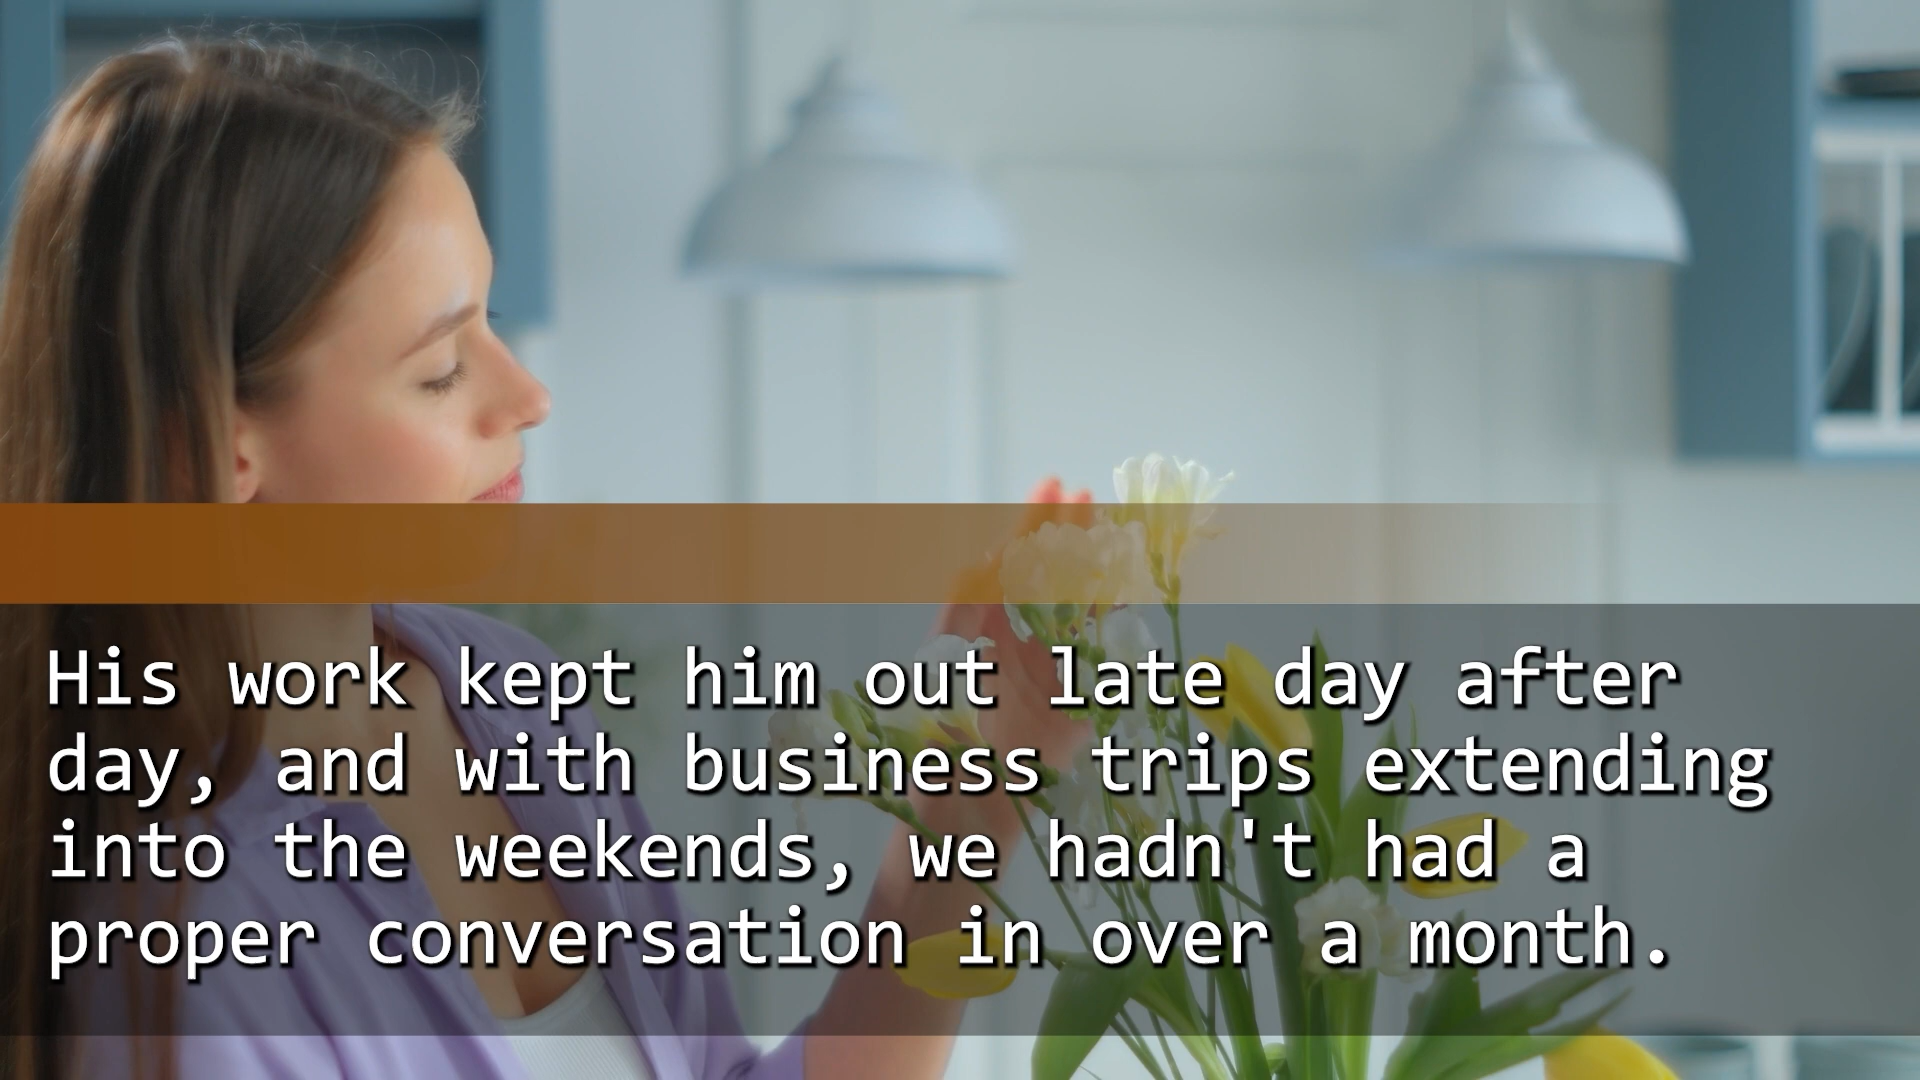 His work kept him out late day after
day, and with business trips extending
into the weekends, we hadn't had a
proper conversation in over a month.